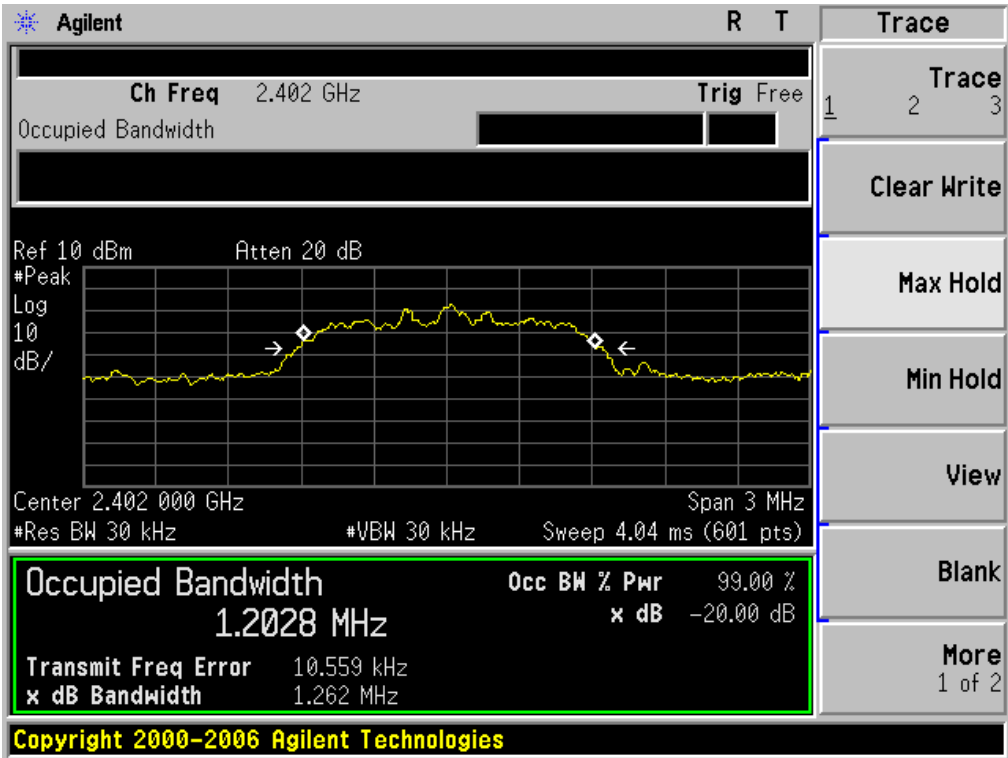 Agilent R T
Ch Freq 2.402 GHz Trig Free
Occupied Bandwidth
Ref 10 dBm Atten 20 dB
#Peak
Log
10
dB/
Center 2.402 000 GHz Span 3 MHz
#Res BW 30 kHz #VBW 30 kHz Sweep 4.04 ms (601 pts)
Occupied Bandwidth Occ BW % Pwr 99.00 %
1.2028 MHz x dB -20.00 dB
Transmit Freq Error 10.559 kHz
x dB Bandwidth 1.262 MHz
Copyright 2000-2006 Agilent Technologies
Trace
Trace
1 2 3
Clear Write
Max Hold
Min Hold
View
Blank
More
1 of 2